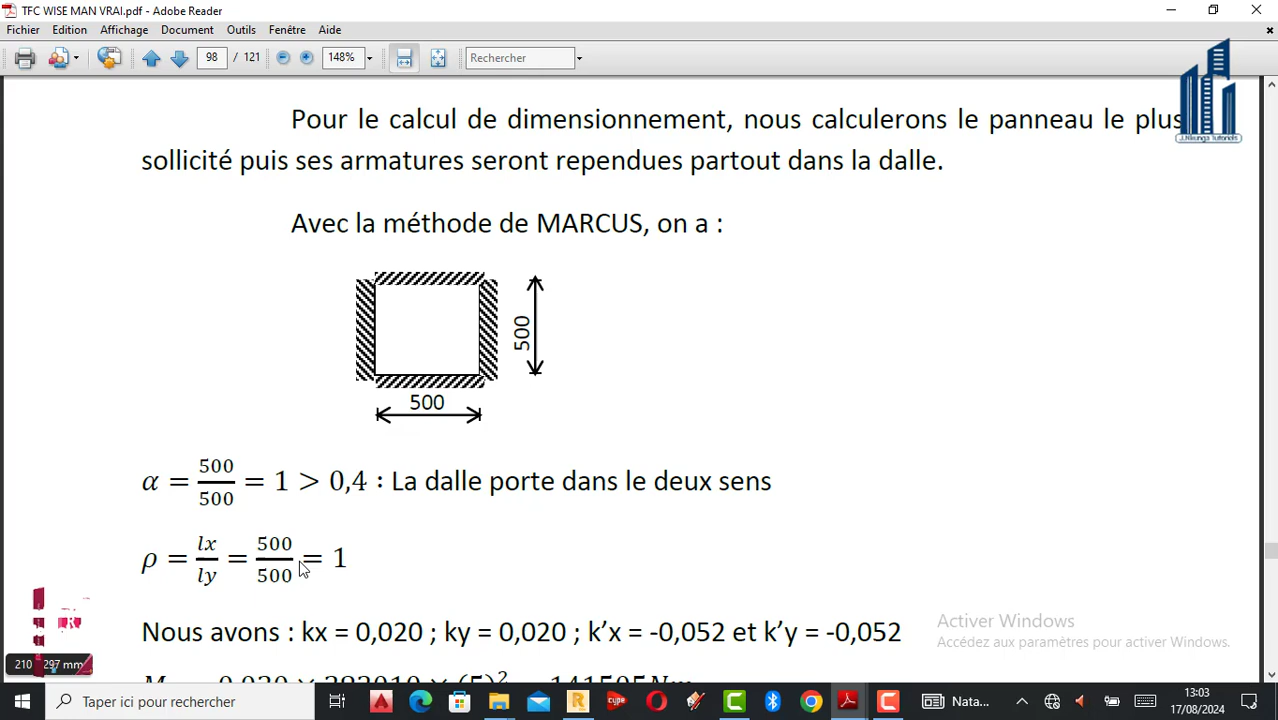 TFC WISE MAN VRAI.pdf - Adobe Reader
Fichier Edition Affichage Document Outils Fenêtre Aide
98 / 121 148% Rechercher
Pour le calcul de dimensionnement, nous calculerons le panneau le plus
sollicité puis ses armatures seront rependues partout dans la dalle.
J.Nkunga Tutoriels
Avec la méthode de MARCUS, on a :
500
500
α = 500/500 = 1 > 0,4 : La dalle porte dans le deux sens
ρ = lx/ly = 500/500 = 1
Nous avons : kx = 0,020 ; ky = 0,020 ; k’x = -0,052 et k’y = -0,052
Activer Windows
Accédez aux paramètres pour activer Windows.
210 x 297 mm
Taper ici pour rechercher
Nata...
13:03
17/08/2024